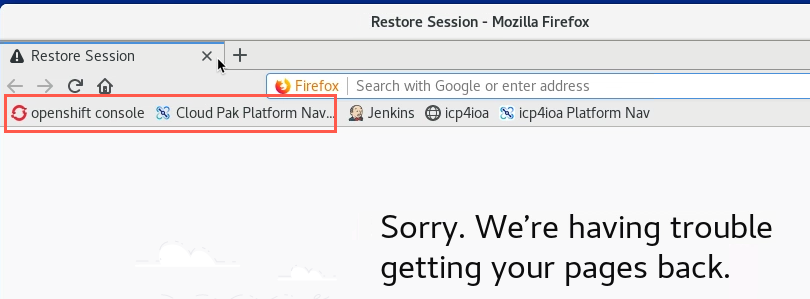 Restore Session - Mozilla Firefox
Restore Session
Firefox Search with Google or enter address
openshift console Cloud Pak Platform Nav... Jenkins icp4ioa icp4ioa Platform Nav
Sorry. We’re having trouble
getting your pages back.